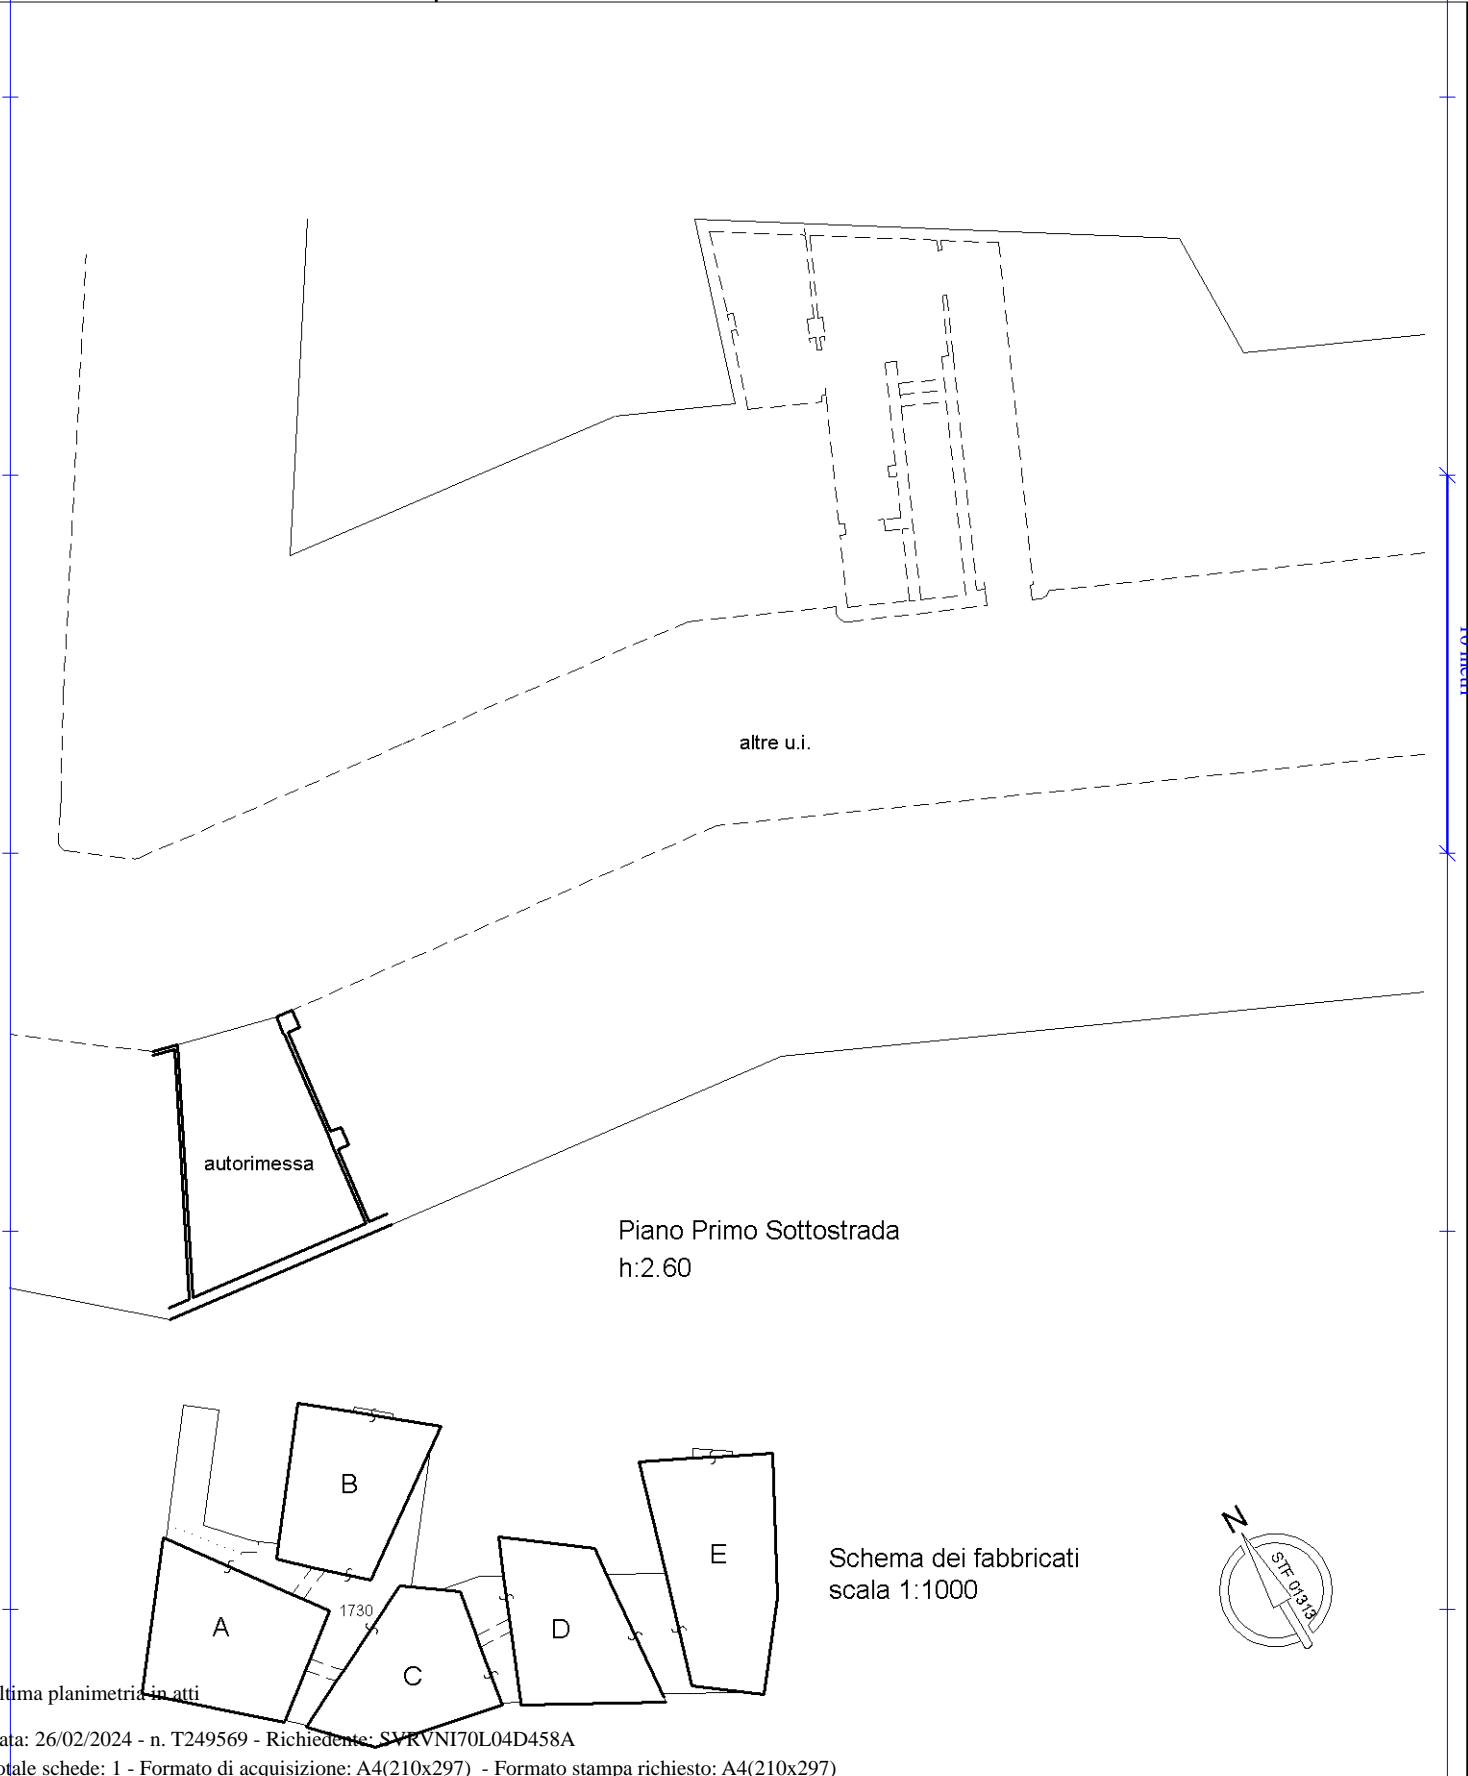 altre u.i.
autorimessa
Piano Primo Sottostrada
h:2.60
B
E
A
1730
D
C
Schema dei fabbricati
scala 1:1000
N
STF 01313
ltima planimetria in atti
ata: 26/02/2024 - n. T249569 - Richiedente: SVRVNI70L04D458A
otale schede: 1 - Formato di acquisizione: A4(210x297) - Formato stampa richiesto: A4(210x297)